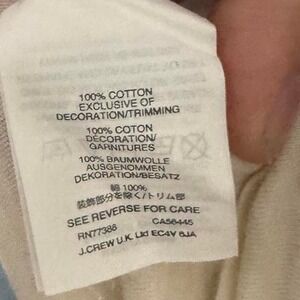 100% COTTON
EXCLUSIVE OF
DECORATION/TRIMMING
100% COTON
DECORATION/
GARNITURES
100% BAUMWOLLE
AUSGENOMMEN
DEKORATION/BESATZ
綿 100%
装飾部分を除く/トリム部
SEE REVERSE FOR CARE
RN77388 CA56445
J.CREW U.K. Ltd EC4V 6JA